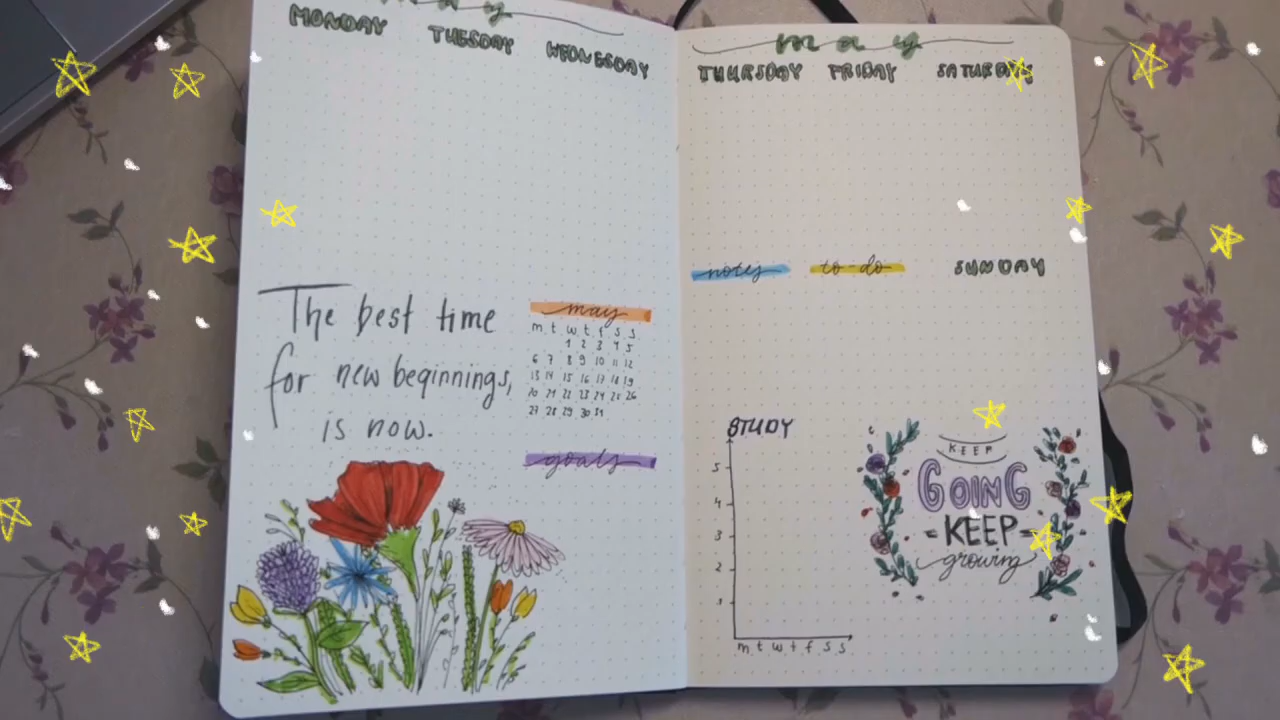 may
MONDAY TUESDAY WEDNESDAY
The best time
for new beginnings,
is now.
may
m t w t f s s
1 2 3 4 5
6 7 8 9 10 11 12
13 14 15 16 17 18 19
20 21 22 23 24 25 26
27 28 29 30 31
goals
may
THURSDAY FRIDAY SATURDAY
notes to-do SUNDAY
STUDY
5
4
3
2
1
m t w t f s s
KEEP
GOING
-KEEP-
growing